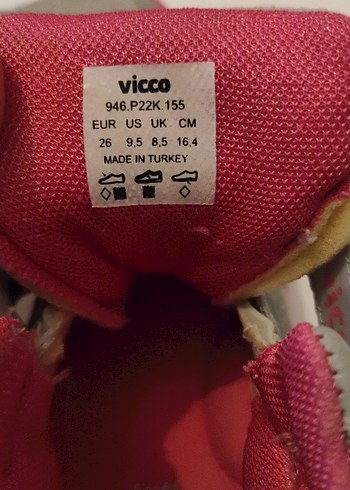 vicco
946.P22K.155
EUR US UK CM
26 9,5 8,5 16.4
MADE IN TURKEY